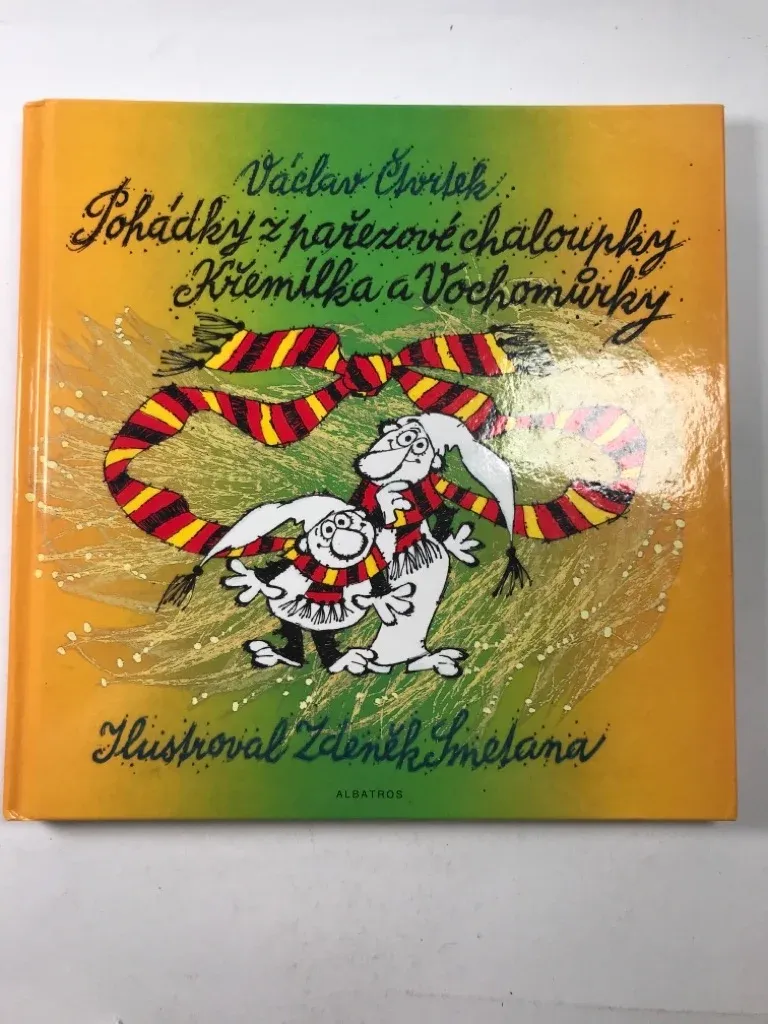 Václav Čtvrtek
Pohádky z pařezové chaloupky
Křemílka a Vochomůrky
Ilustroval Zdeněk Smetana
ALBATROS